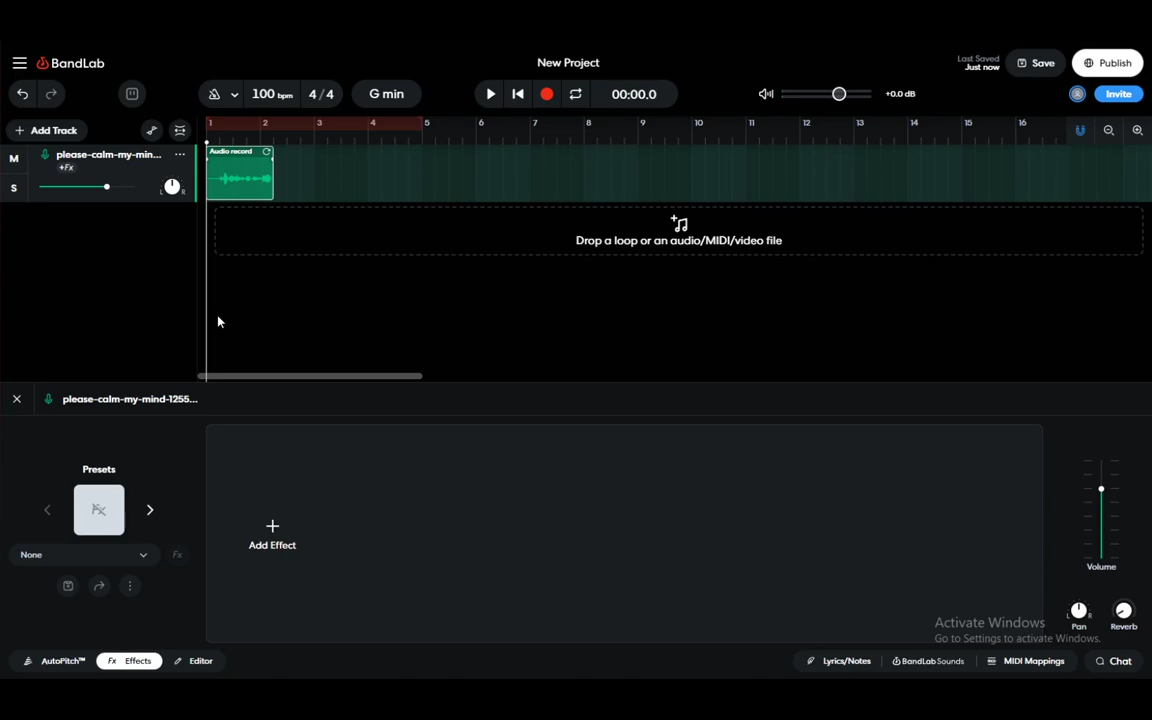 BandLab
New Project
Last Saved
Just now
Save
Publish
100 bpm
4/4
G min
00:00.0
+0.0 dB
Invite
+ Add Track
1 2 3 4 5 6 7 8 9 10 11 12 13 14 15 16
M
please-calm-my-min...
+Fx
S
L R
Audio record
Drop a loop or an audio/MIDI/video file
please-calm-my-mind-1255...
Presets
Fx
None
Fx
Add Effect
Volume
L R
Pan
Reverb
Activate Windows
Go to Settings to activate Windows.
AutoPitch™
Fx Effects
Editor
Lyrics/Notes
BandLab Sounds
MIDI Mappings
Chat